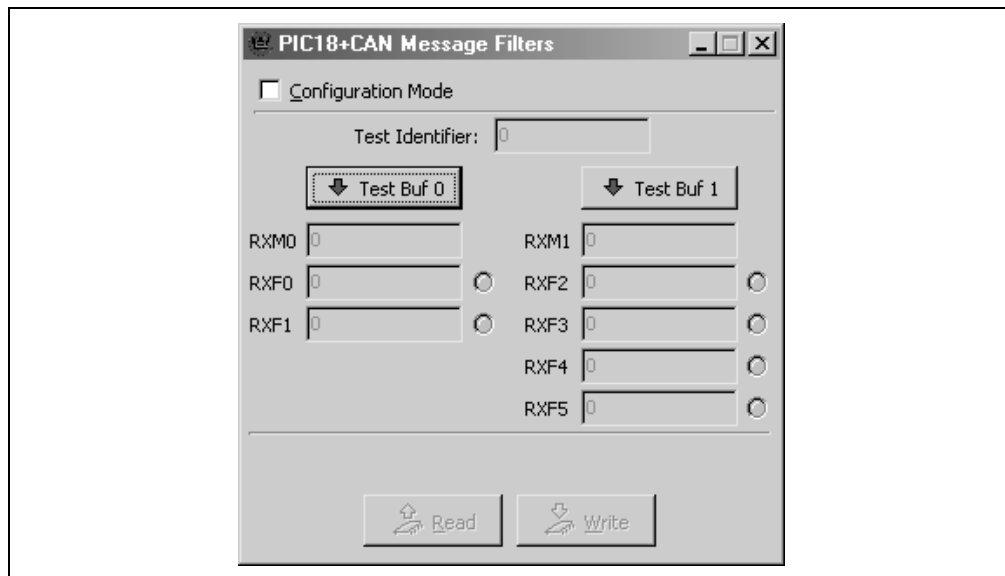 PIC18+CAN Message Filters
Configuration Mode
Test Identifier: 0
Test Buf 0 Test Buf 1
RXM0 0 RXM1 0
RXF0 0 RXF2 0
RXF1 0 RXF3 0
RXF4 0
RXF5 0
Read Write